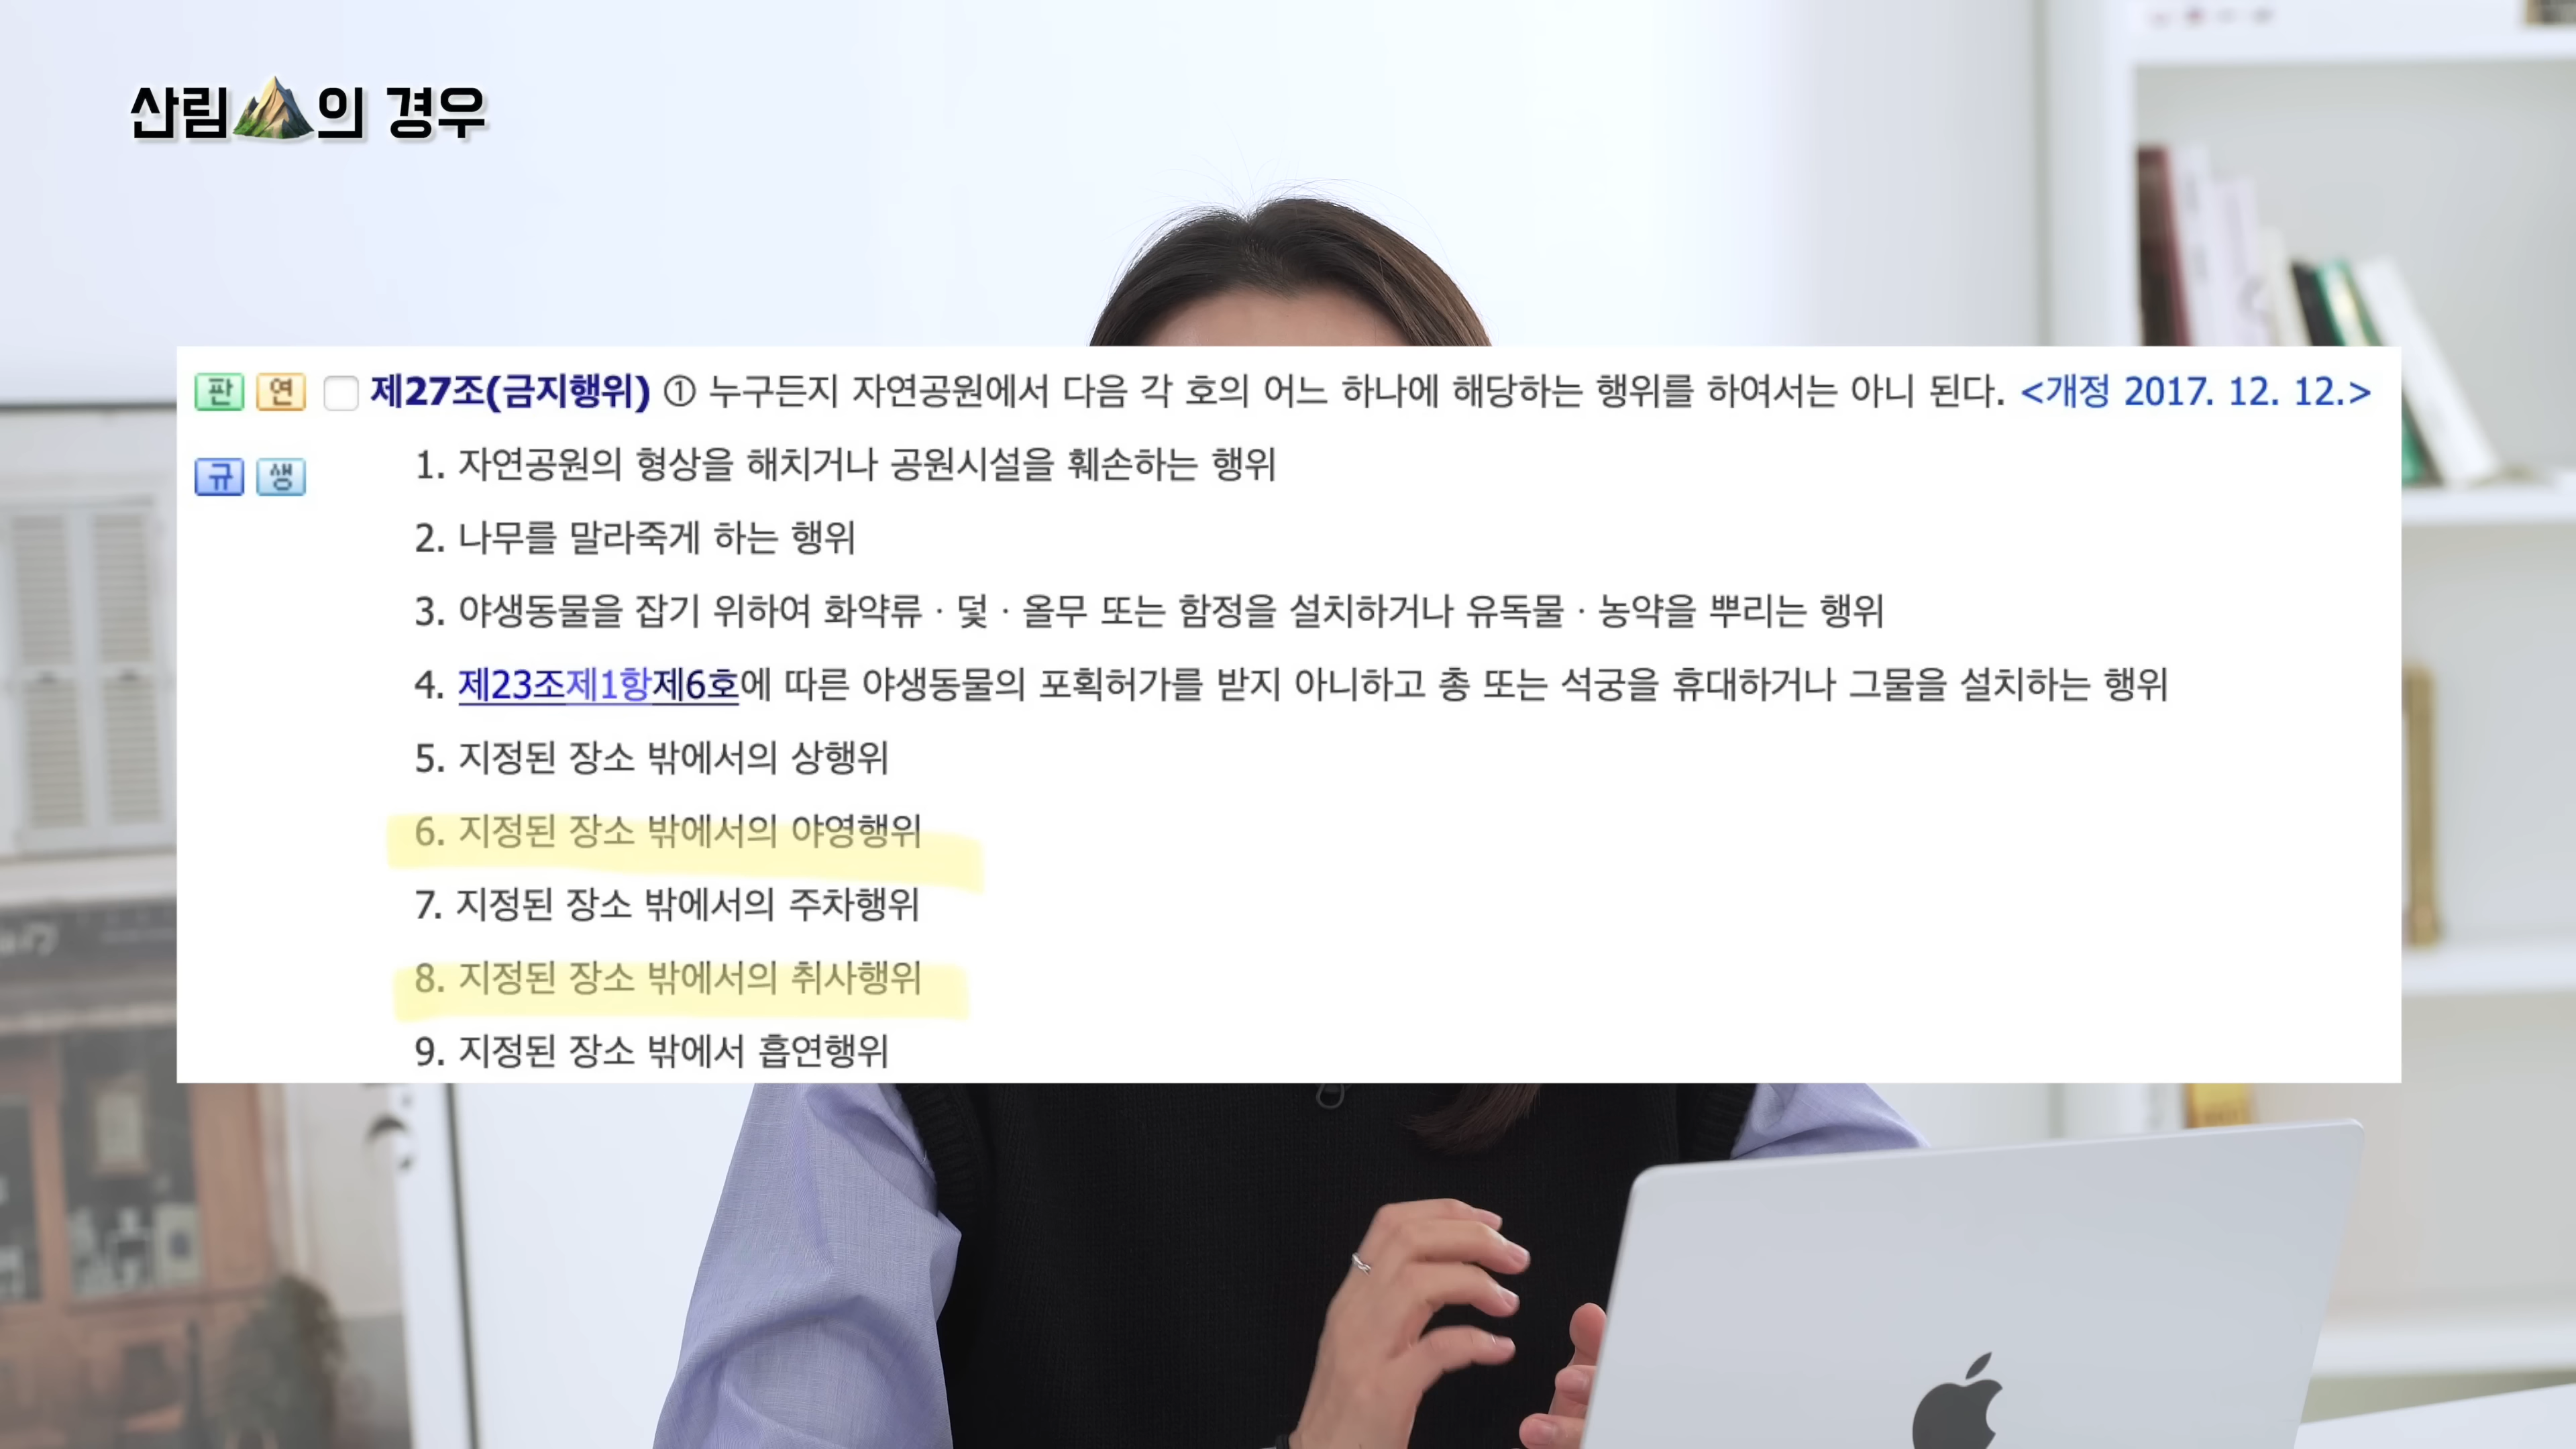 산림의 경우
판 연 제27조(금지행위) ① 누구든지 자연공원에서 다음 각 호의 어느 하나에 해당하는 행위를 하여서는 아니 된다. <개정 2017. 12. 12.>
규 생 1. 자연공원의 형상을 해치거나 공원시설을 훼손하는 행위
2. 나무를 말라죽게 하는 행위
3. 야생동물을 잡기 위하여 화약류ㆍ덫ㆍ올무 또는 함정을 설치하거나 유독물ㆍ농약을 뿌리는 행위
4. 제23조제1항제6호에 따른 야생동물의 포획허가를 받지 아니하고 총 또는 석궁을 휴대하거나 그물을 설치하는 행위
5. 지정된 장소 밖에서의 상행위
6. 지정된 장소 밖에서의 야영행위
7. 지정된 장소 밖에서의 주차행위
8. 지정된 장소 밖에서의 취사행위
9. 지정된 장소 밖에서 흡연행위